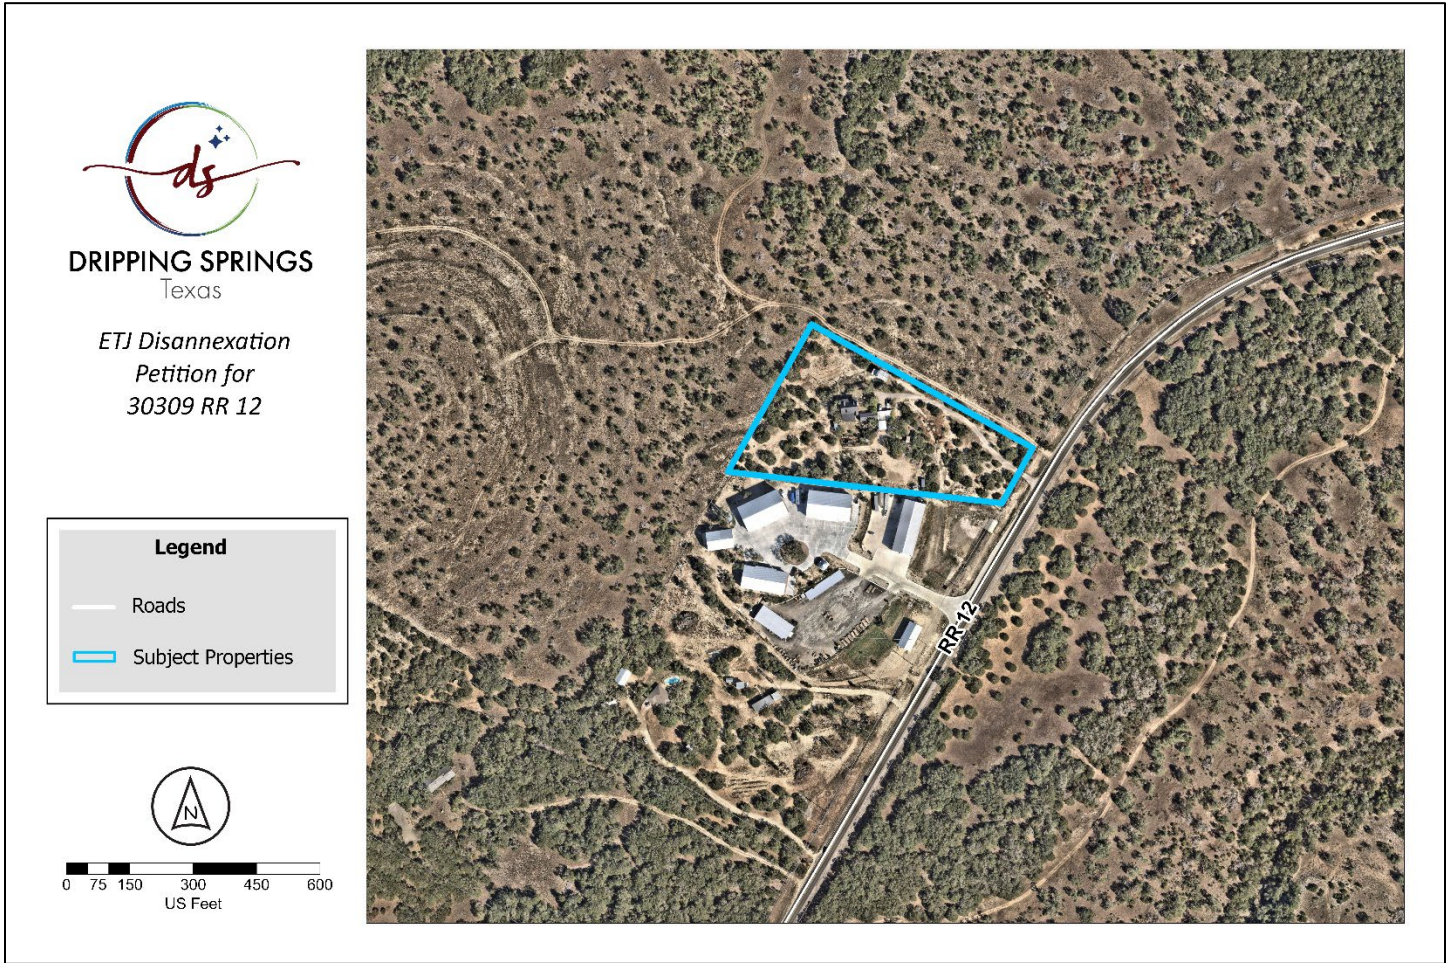 ds
DRIPPING SPRINGS
Texas
ETJ Disannexation
Petition for
30309 RR 12
Legend
Roads
Subject Properties
N
0 75 150 300 450 600
US Feet
RR 12